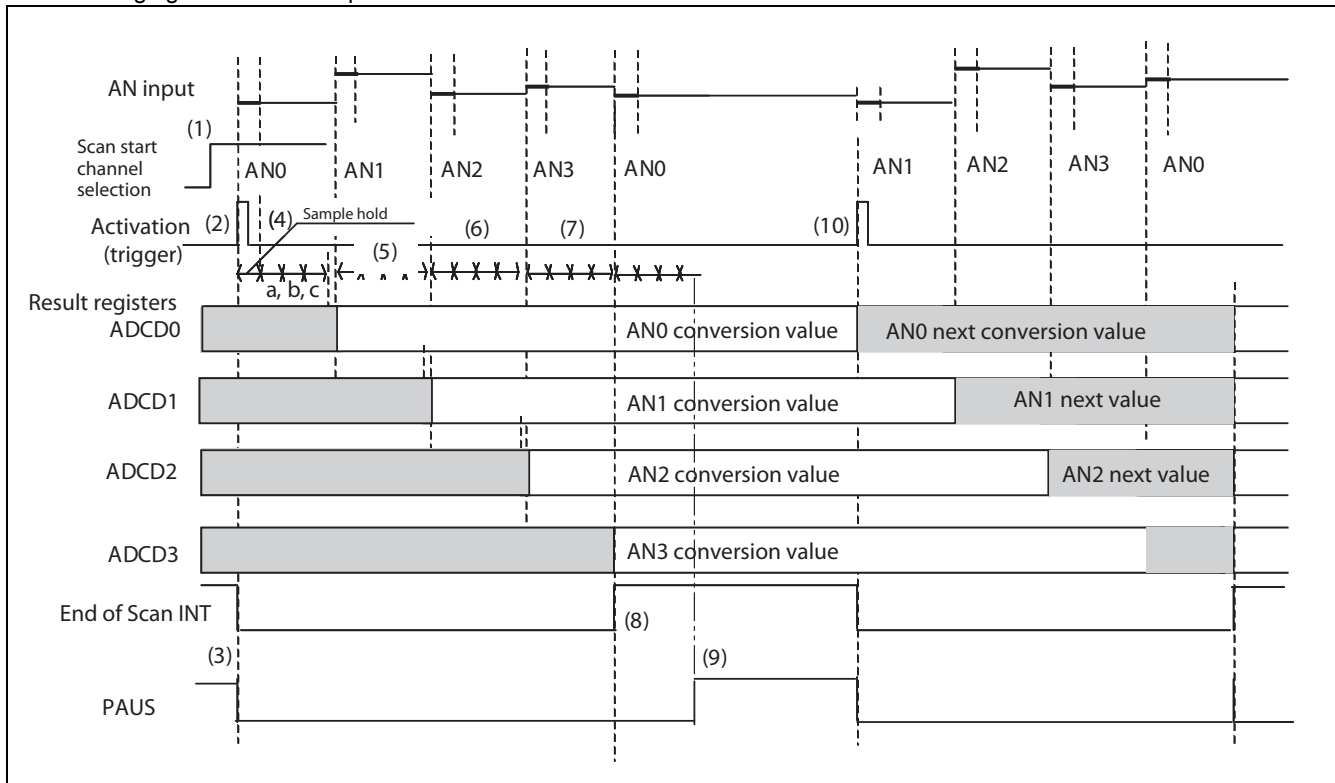 AN input
(1)
Scan start
channel
selection
AN0 AN1 AN2 AN3 AN0 AN1 AN2 AN3 AN0
Activation
(trigger)
(2) (4) Sample hold (5) (6) (7) (10)
a, b, c
Result registers
ADCD0 AN0 conversion value AN0 next conversion value
ADCD1 AN1 conversion value AN1 next value
ADCD2 AN2 conversion value AN2 next value
ADCD3 AN3 conversion value
End of Scan INT (8)
(3) (9)
PAUS